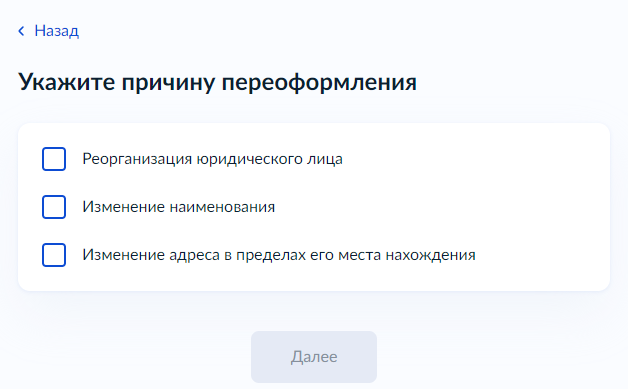 Назад
Укажите причину переоформления
Реорганизация юридического лица
Изменение наименования
Изменение адреса в пределах его места нахождения
Далее